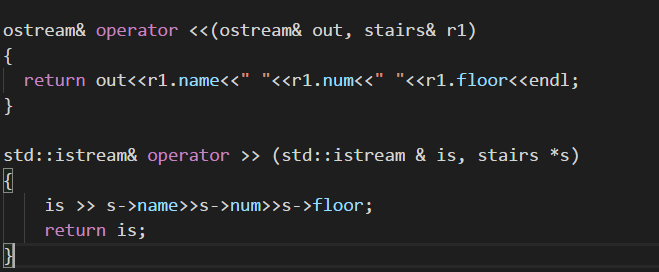 ostream& operator <<(ostream& out, stairs& r1)
{
  return out<<r1.name<<" "<<r1.num<<" "<<r1.floor<<endl;
}
std::istream& operator >> (std::istream & is, stairs *s)
{
    is >> s->name>>s->num>>s->floor;
    return is;
}